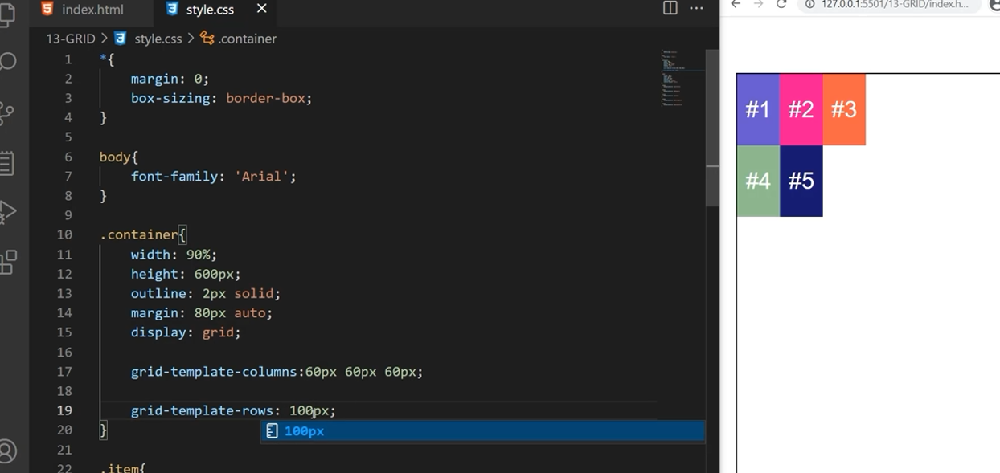 index.html
style.css
127.0.0.1:5501/13-GRID/index.h...
13-GRID > style.css > .container
1 *{
2 margin: 0;
3 box-sizing: border-box;
4 }
5
6 body{
7 font-family: 'Arial';
8 }
9
10 .container{
11 width: 90%;
12 height: 600px;
13 outline: 2px solid;
14 margin: 80px auto;
15 display: grid;
16
17 grid-template-columns:60px 60px 60px;
18
19 grid-template-rows: 100px;
100px
20 }
21
22 .item{
#1 #2 #3
#4 #5